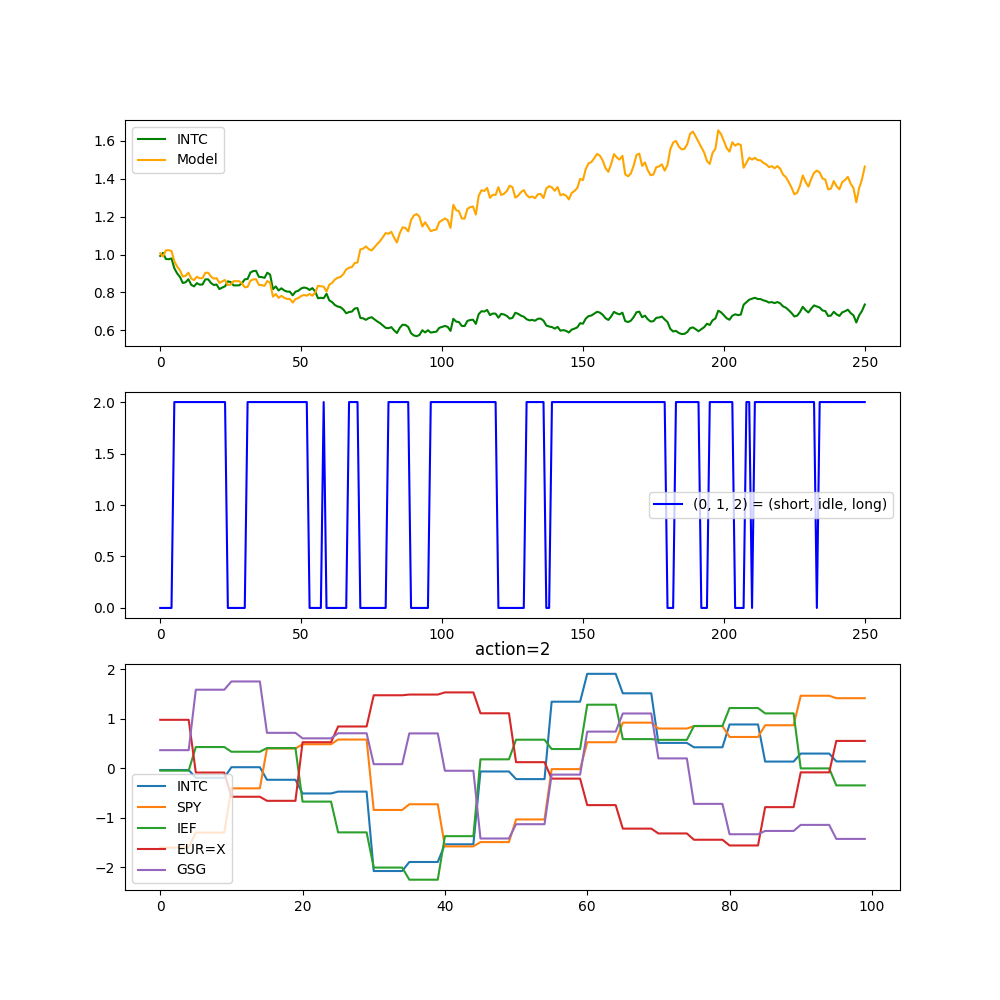 INTC
Model
1.6
1.4
1.2
1.0
0.8
0.6
0 50 100 150 200 250
2.0
1.5
1.0
0.5
0.0
(0, 1, 2) = (short, idle, long)
0 50 100 150 200 250
action=2
2
1
0
−1
−2
INTC
SPY
IEF
EUR=X
GSG
0 20 40 60 80 100